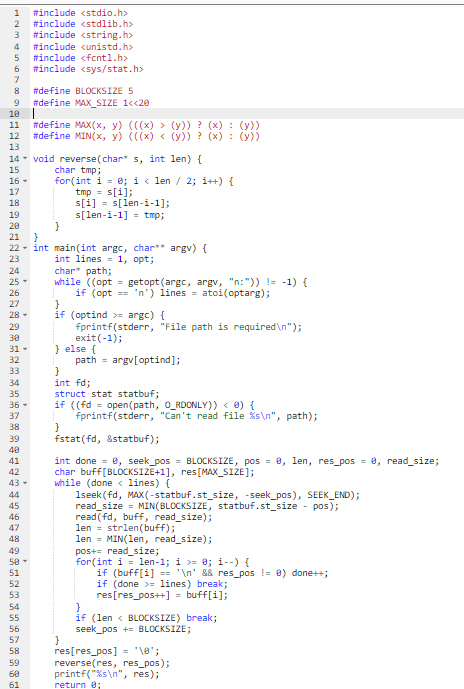 1 #include <stdio.h>
2 #include <stdlib.h>
3 #include <string.h>
4 #include <unistd.h>
5 #include <fcntl.h>
6 #include <sys/stat.h>
7
8 #define BLOCKSIZE 5
9 #define MAX_SIZE 1<<20
10
11 #define MAX(x, y) (((x) > (y)) ? (x) : (y))
12 #define MIN(x, y) (((x) < (y)) ? (x) : (y))
13
14 void reverse(char* s, int len) {
15     char tmp;
16     for(int i = 0; i < len / 2; i++) {
17         tmp = s[i];
18         s[i] = s[len-i-1];
19         s[len-i-1] = tmp;
20     }
21 }
22 int main(int argc, char** argv) {
23     int lines = 1, opt;
24     char* path;
25     while ((opt = getopt(argc, argv, "n:")) != -1) {
26         if (opt == 'n') lines = atoi(optarg);
27     }
28     if (optind >= argc) {
29         fprintf(stderr, "File path is required\n");
30         exit(-1);
31     } else {
32         path = argv[optind];
33     }
34     int fd;
35     struct stat statbuf;
36     if ((fd = open(path, O_RDONLY)) < 0) {
37         fprintf(stderr, "Can't read file %s\n", path);
38     }
39     fstat(fd, &statbuf);
40
41     int done = 0, seek_pos = BLOCKSIZE, pos = 0, len, res_pos = 0, read_size;
42     char buff[BLOCKSIZE+1], res[MAX_SIZE];
43     while (done < lines) {
44         lseek(fd, MAX(-statbuf.st_size, -seek_pos), SEEK_END);
45         read_size = MIN(BLOCKSIZE, statbuf.st_size - pos);
46         read(fd, buff, read_size);
47         len = strlen(buff);
48         len = MIN(len, read_size);
49         pos+= read_size;
50         for(int i = len-1; i >= 0; i--) {
51             if (buff[i] == '\n' && res_pos != 0) done++;
52             if (done >= lines) break;
53             res[res_pos++] = buff[i];
54         }
55         if (len < BLOCKSIZE) break;
56         seek_pos += BLOCKSIZE;
57     }
58     res[res_pos] = '\0';
59     reverse(res, res_pos);
60     printf("%s\n", res);
61     return 0;